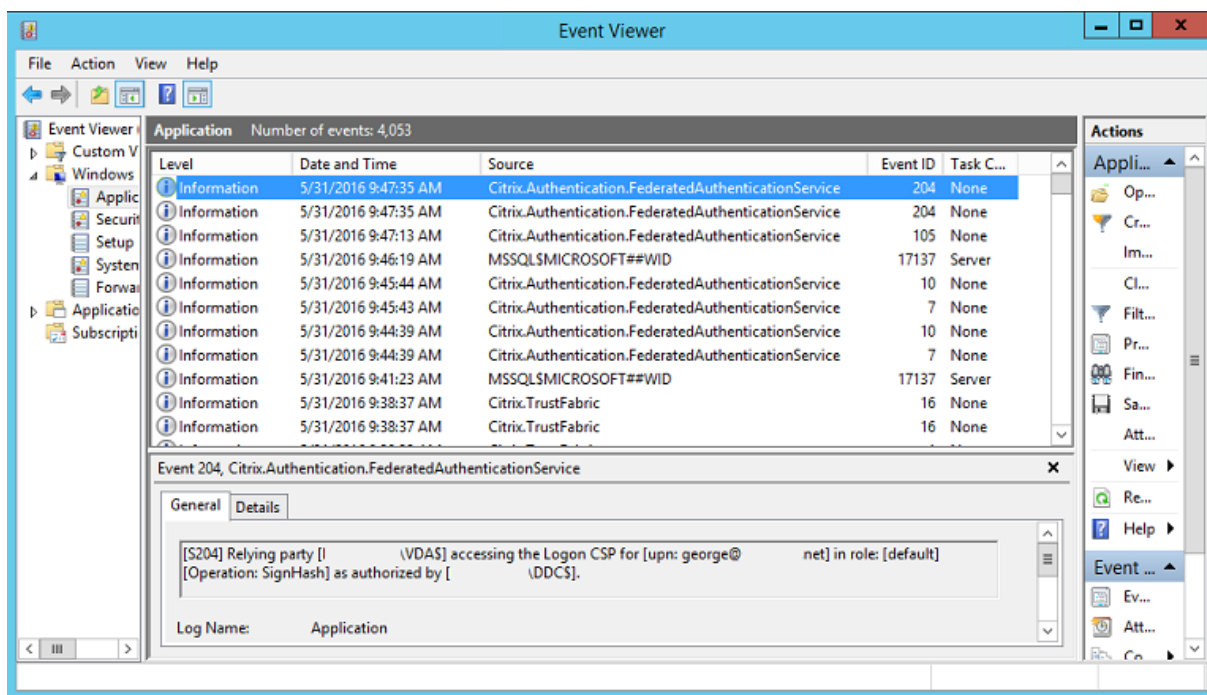 Event Viewer
File Action View Help
Event Viewer
Custom V
Windows
Applic
Securit
Setup
System
Forwar
Applicatio
Subscripti
Application Number of events: 4,053
Level Date and Time Source Event ID Task C...
Information 5/31/2016 9:47:35 AM Citrix.Authentication.FederatedAuthenticationService 204 None
Information 5/31/2016 9:47:35 AM Citrix.Authentication.FederatedAuthenticationService 204 None
Information 5/31/2016 9:47:13 AM Citrix.Authentication.FederatedAuthenticationService 105 None
Information 5/31/2016 9:46:19 AM MSSQL$MICROSOFT##WID 17137 Server
Information 5/31/2016 9:45:44 AM Citrix.Authentication.FederatedAuthenticationService 10 None
Information 5/31/2016 9:45:43 AM Citrix.Authentication.FederatedAuthenticationService 7 None
Information 5/31/2016 9:44:39 AM Citrix.Authentication.FederatedAuthenticationService 10 None
Information 5/31/2016 9:44:39 AM Citrix.Authentication.FederatedAuthenticationService 7 None
Information 5/31/2016 9:41:23 AM MSSQL$MICROSOFT##WID 17137 Server
Information 5/31/2016 9:38:37 AM Citrix.TrustFabric 16 None
Information 5/31/2016 9:38:37 AM Citrix.TrustFabric 16 None
Event 204, Citrix.Authentication.FederatedAuthenticationService
General Details
[S204] Relying party [ \VDA$] accessing the Logon CSP for [upn: george@ net] in role: [default]
[Operation: SignHash] as authorized by [ \DDC$].
Log Name: Application
Actions
Appli...
Op...
Cr...
Im...
Cl...
Filt...
Pr...
Fin...
Sa...
Att...
View
Re...
Help
Event ...
Ev...
Att...
Co...